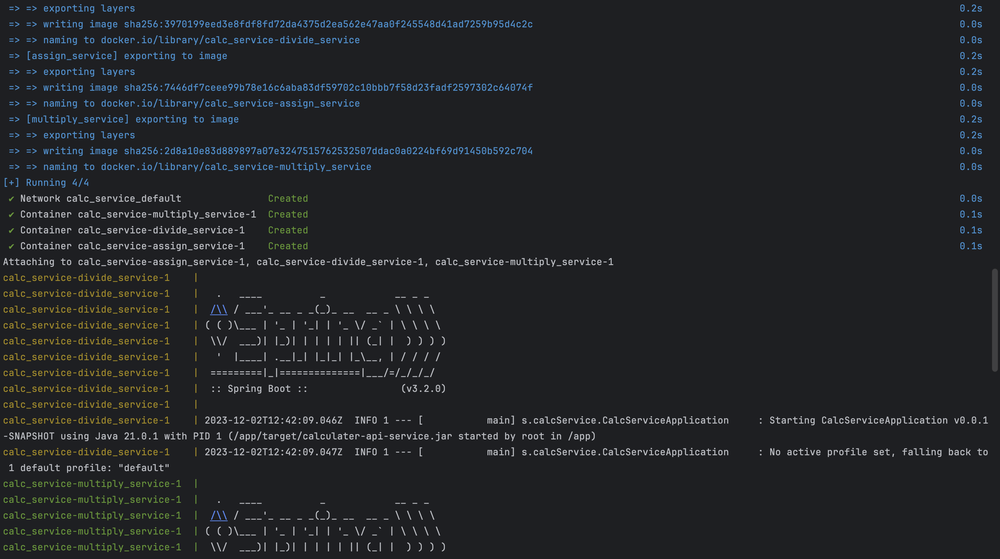 => => exporting layers 0.2s
=> => writing image sha256:3970199eed3e8fdf8fd72da4375d2ea562e47aa0f245548d41ad7259b95d4c2c 0.0s
=> => naming to docker.io/library/calc_service-divide_service 0.0s
=> [assign_service] exporting to image 0.2s
=> => exporting layers 0.2s
=> => writing image sha256:7446df7ceee99b78e16c6aba83df59702c10bbb7f58d23fadf2597302c64074f 0.0s
=> => naming to docker.io/library/calc_service-assign_service 0.0s
=> [multiply_service] exporting to image 0.2s
=> => exporting layers 0.2s
=> => writing image sha256:2d8a10e83d889897a07e3247515762532507ddac0a0224bf69d91450b592c704 0.0s
=> => naming to docker.io/library/calc_service-multiply_service 0.0s
[+] Running 4/4
✔ Network calc_service_default Created 0.0s
✔ Container calc_service-multiply_service-1 Created 0.1s
✔ Container calc_service-divide_service-1 Created 0.1s
✔ Container calc_service-assign_service-1 Created 0.1s
Attaching to calc_service-assign_service-1, calc_service-divide_service-1, calc_service-multiply_service-1
calc_service-divide_service-1    |
calc_service-divide_service-1    |   .   ____          _            __ _ _
calc_service-divide_service-1    |  /\\ / ___'_ __ _ _(_)_ __  __ _ \ \ \ \
calc_service-divide_service-1    | ( ( )\___ | '_ | '_| | '_ \/ _` | \ \ \ \
calc_service-divide_service-1    |  \\/  ___)| |_)| | | | | || (_| |  ) ) ) )
calc_service-divide_service-1    |   '  |____| .__|_| |_|_| |_\__, | / / / /
calc_service-divide_service-1    |  =========|_|==============|___/=/_/_/_/
calc_service-divide_service-1    |  :: Spring Boot ::                (v3.2.0)
calc_service-divide_service-1    |
calc_service-divide_service-1    | 2023-12-02T12:42:09.046Z  INFO 1 --- [           main] s.calcService.CalcServiceApplication     : Starting CalcServiceApplication v0.0.1
-SNAPSHOT using Java 21.0.1 with PID 1 (/app/target/calculater-api-service.jar started by root in /app)
calc_service-divide_service-1    | 2023-12-02T12:42:09.047Z  INFO 1 --- [           main] s.calcService.CalcServiceApplication     : No active profile set, falling back to
1 default profile: "default"
calc_service-multiply_service-1  |
calc_service-multiply_service-1  |   .   ____          _            __ _ _
calc_service-multiply_service-1  |  /\\ / ___'_ __ _ _(_)_ __  __ _ \ \ \ \
calc_service-multiply_service-1  | ( ( )\___ | '_ | '_| | '_ \/ _` | \ \ \ \
calc_service-multiply_service-1  |  \\/  ___)| |_)| | | | | || (_| |  ) ) ) )